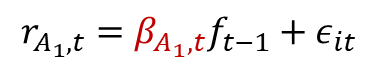 r_{A_1,t} = β_{A_1,t} f_{t−1} + ϵ_{it}